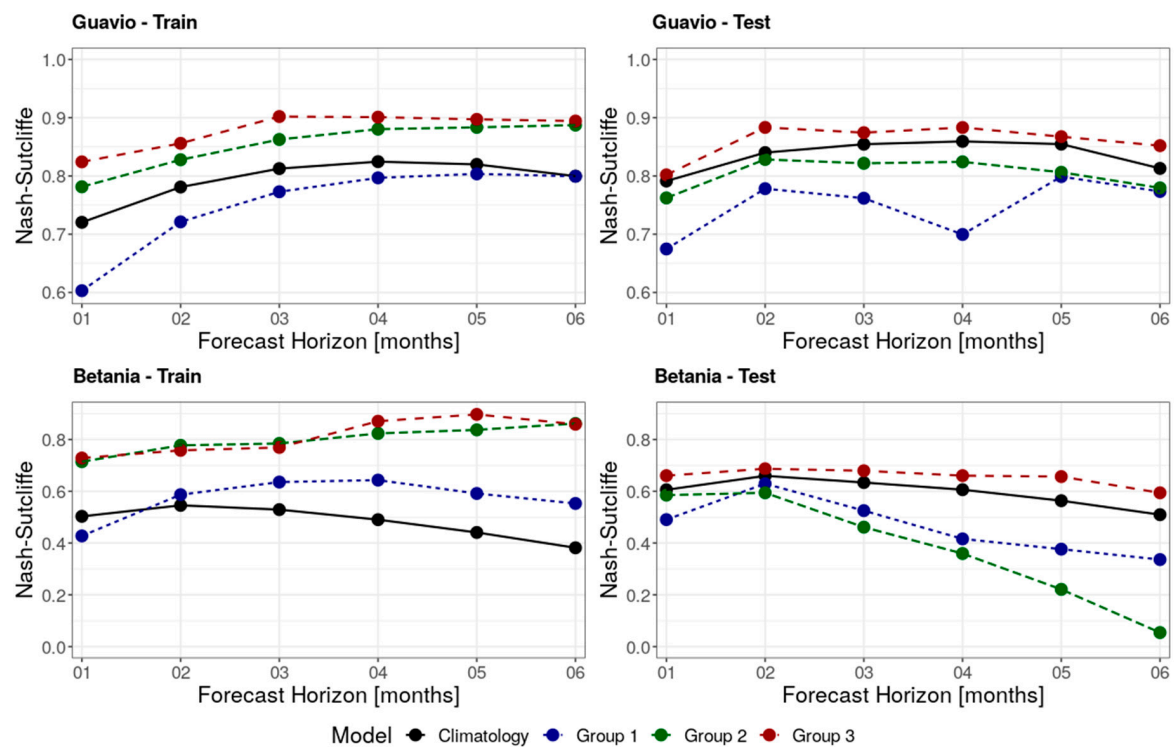 Guavio - Train
Guavio - Test
Nash-Sutcliffe
1.0
0.9
0.8
0.7
0.6
01 02 03 04 05 06
Forecast Horizon [months]
Nash-Sutcliffe
1.0
0.9
0.8
0.7
0.6
01 02 03 04 05 06
Forecast Horizon [months]
Betania - Train
Betania - Test
Nash-Sutcliffe
0.8
0.6
0.4
0.2
0.0
01 02 03 04 05 06
Forecast Horizon [months]
Nash-Sutcliffe
0.8
0.6
0.4
0.2
0.0
01 02 03 04 05 06
Forecast Horizon [months]
Model Climatology Group 1 Group 2 Group 3